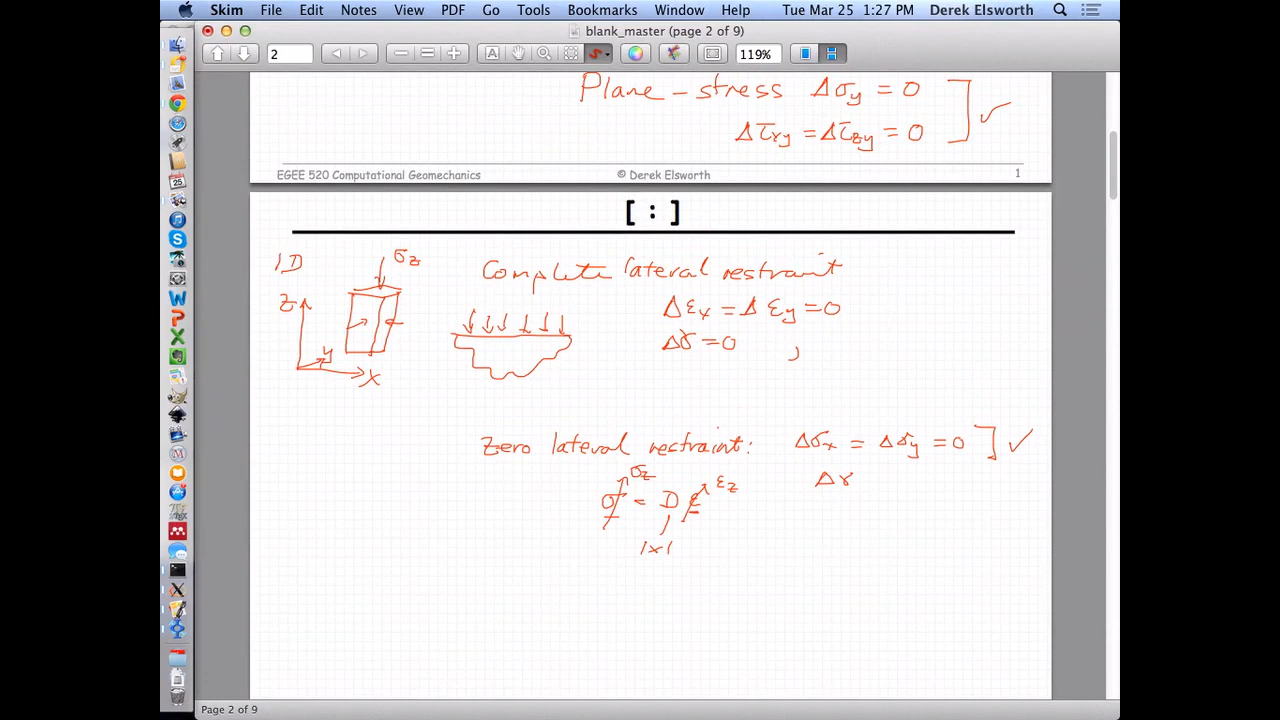 Skim File Edit Notes View PDF Go Tools Bookmarks Window Help Tue Mar 25 1:27 PM Derek Elsworth
blank_master (page 2 of 9)
2 119%
Plane - stress Δσy = 0
Δτxy = Δτzy = 0
EGEE 520 Computational Geomechanics © Derek Elsworth 1
[ : ]
1D σz Complete lateral restraint
z Δεx = Δεy = 0
Δγ = 0 ,
y
x
Zero lateral restraint: Δσx = Δσy = 0
σz εz Δγ
σ = D ε
1x1
Page 2 of 9